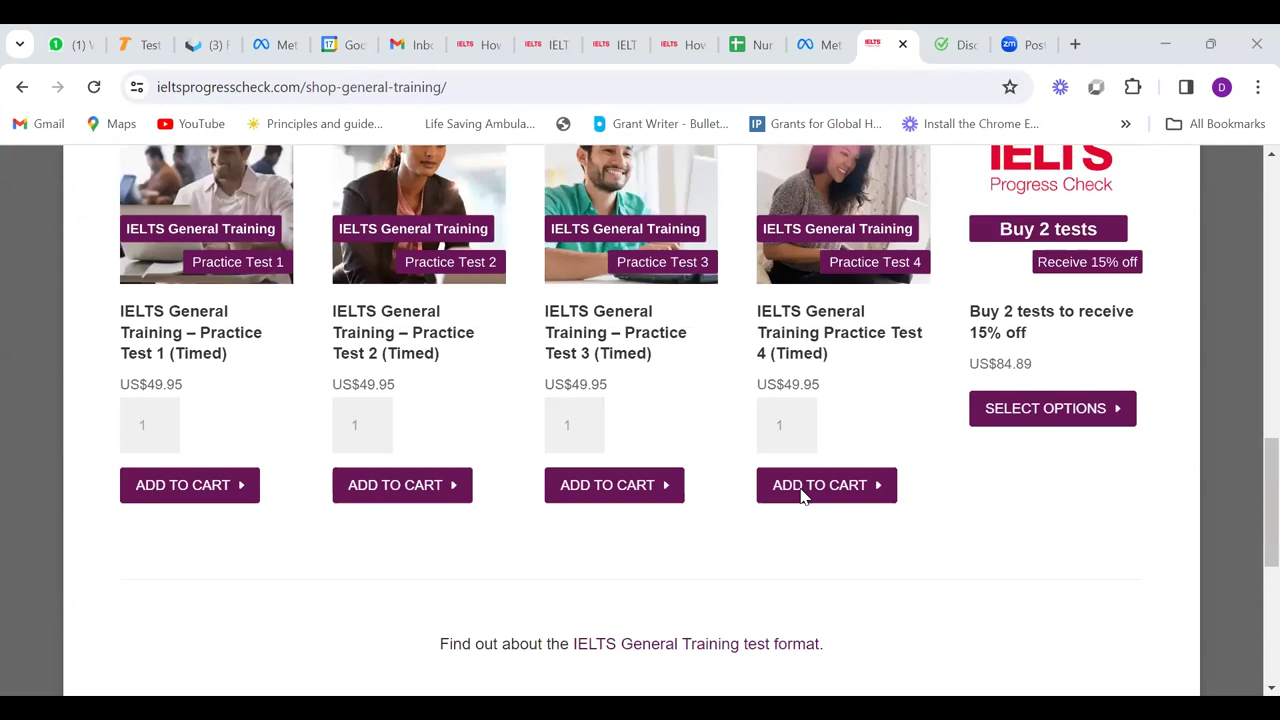 (1)
Test
(3)
Met
Goo
Inb
How
IELT
IELT
How
Nur
Met
Disc
Post
ieltsprogresscheck.com/shop-general-training/
D
Gmail
Maps
YouTube
Principles and guide...
Life Saving Ambula...
Grant Writer - Bullet...
Grants for Global H...
Install the Chrome E...
»
All Bookmarks
IELTS
Progress Check
IELTS General Training
IELTS General Training
IELTS General Training
IELTS General Training
Buy 2 tests
Practice Test 1
Practice Test 2
Practice Test 3
Practice Test 4
Receive 15% off
IELTS General
Training – Practice
Test 1 (Timed)
US$49.95
1
ADD TO CART
IELTS General
Training – Practice
Test 2 (Timed)
US$49.95
1
ADD TO CART
IELTS General
Training – Practice
Test 3 (Timed)
US$49.95
1
ADD TO CART
IELTS General
Training Practice Test
4 (Timed)
US$49.95
1
ADD TO CART
Buy 2 tests to receive
15% off
US$84.89
SELECT OPTIONS
Find out about the IELTS General Training test format.